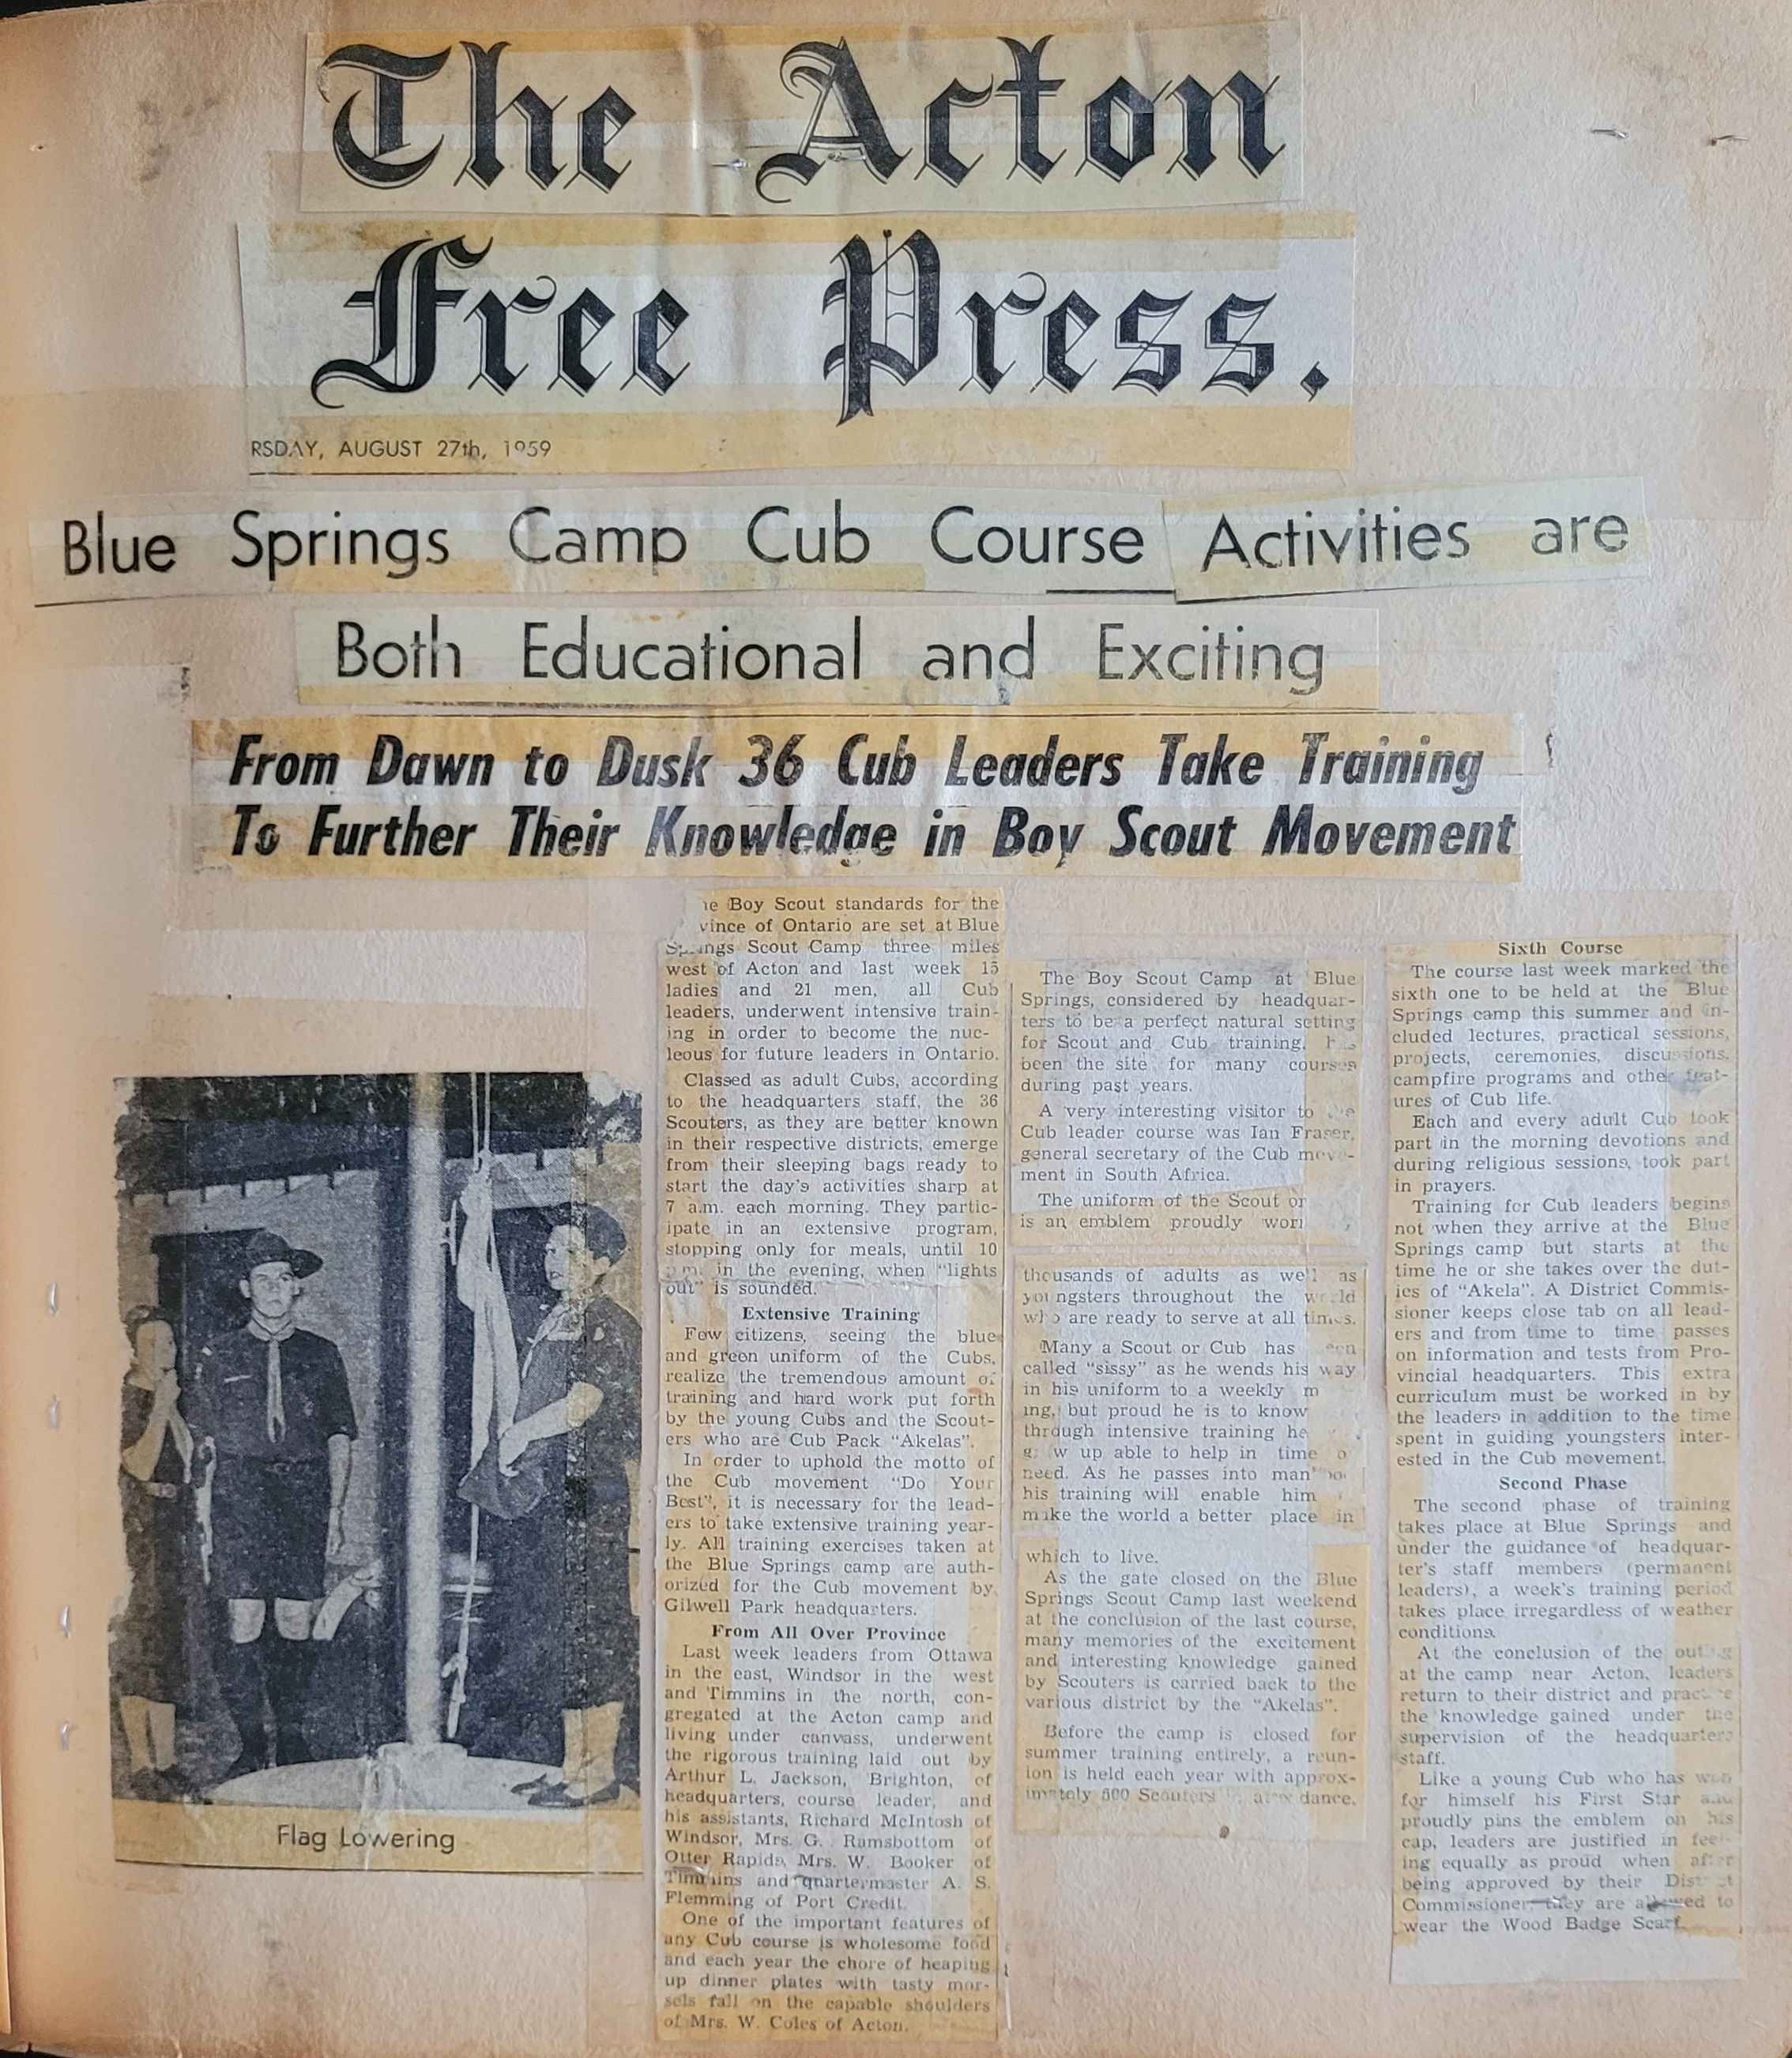 The Acton
Free Press.
RSDAY, AUGUST 27th, 1959
Blue Springs Camp Cub Course Activities are
Both Educational and Exciting
From Dawn to Dusk 36 Cub Leaders Take Training
To Further Their Knowledge in Boy Scout Movement
Flag Lowering
Boy Scout standards for the
vince of Ontario are set at Blue
Springs Scout Camp three miles
west of Acton and last week 15
ladies and 21 men, all Cub
leaders, underwent intensive train-
ing in order to become the nuc-
leous for future leaders in Ontario.
Classed as adult Cubs, according
to the headquarters staff, the 36
Scouters, as they are better known
in their respective districts, emerge
from their sleeping bags ready to
start the day's activities sharp at
7 a.m. each morning. They partic-
ipate in an extensive program,
stopping only for meals, until 10
p.m. in the evening, when "lights
out" is sounded.
Extensive Training
Few citizens, seeing the blue
and green uniform of the Cubs,
realize the tremendous amount of
training and hard work put forth
by the young Cubs and the Scout-
ers who are Cub Pack "Akelas".
In order to uphold the motto of
the Cub movement "Do Your
Best", it is necessary for the lead-
ers to take extensive training year-
ly. All training exercises taken at
the Blue Springs camp are auth-
orized for the Cub movement by
Gilwell Park headquarters.
From All Over Province
Last week leaders from Ottawa
in the east, Windsor in the west
and Timmins in the north, con-
gregated at the Acton camp and
living under canvass, underwent
the rigorous training laid out by
Arthur L. Jackson, Brighton, of
headquarters, course leader, and
his assistants, Richard McIntosh of
Windsor, Mrs. G. Ramsbottom of
Otter Rapids, Mrs. W. Booker of
Timmins and quartermaster A. S.
Flemming of Port Credit.
One of the important features of
any Cub course is wholesome food
and each year the chore of heaping
up dinner plates with tasty mor-
sels fall on the capable shoulders
of Mrs. W. Coles of Acton.
The Boy Scout Camp at Blue
Springs, considered by headquar-
ters to be a perfect natural setting
for Scout and Cub training, has
been the site for many courses
during past years.
A very interesting visitor to the
Cub leader course was Ian Fraser,
general secretary of the Cub move-
ment in South Africa.
The uniform of the Scout or
is an emblem proudly
thousands of adults as well as
youngsters throughout the world
who are ready to serve at all times.
Many a Scout or Cub has been
called "sissy" as he wends his way
in his uniform to a weekly
ing, but proud he is to know
through intensive training he
grow up able to help in time o
need. As he passes into
his training will enable him
make the world a better place in
which to live.
As the gate closed on the Blue
Springs Scout Camp last weekend
at the conclusion of the last course,
many memories of the excitement
and interesting knowledge gained
by Scouters is carried back to the
various district by the "Akelas".
Before the camp is closed for
summer training entirely, a reun-
ion is held each year with approx-
imately 500 Scouters in attendance.
Sixth Course
The course last week marked the
sixth one to be held at the Blue
Springs camp this summer and in-
cluded lectures, practical sessions,
projects, ceremonies, discussions,
campfire programs and other feat-
ures of Cub life.
Each and every adult Cub took
part in the morning devotions and
during religious sessions, took part
in prayers.
Training for Cub leaders begins
not when they arrive at the Blue
Springs camp but starts at the
time he or she takes over the dut-
ies of "Akela". A District Commis-
sioner keeps close tab on all lead-
ers and from time to time passes
on information and tests from Pro-
vincial headquarters. This extra
curriculum must be worked in by
the leaders in addition to the time
spent in guiding youngsters inter-
ested in the Cub movement.
Second Phase
The second phase of training
takes place at Blue Springs and
under the guidance of headquar-
ter's staff members (permanent
leaders), a week's training period
takes place irregardless of weather
conditions.
At the conclusion of the outing
at the camp near Acton, leaders
return to their district and practice
the knowledge gained under the
supervision of the headquarters
staff.
Like a young Cub who has won
for himself his First Star and
proudly pins the emblem on his
cap, leaders are justified in feel-
ing equally as proud when after
being approved by their District
Commissioner they are allowed to
wear the Wood Badge Scarf.